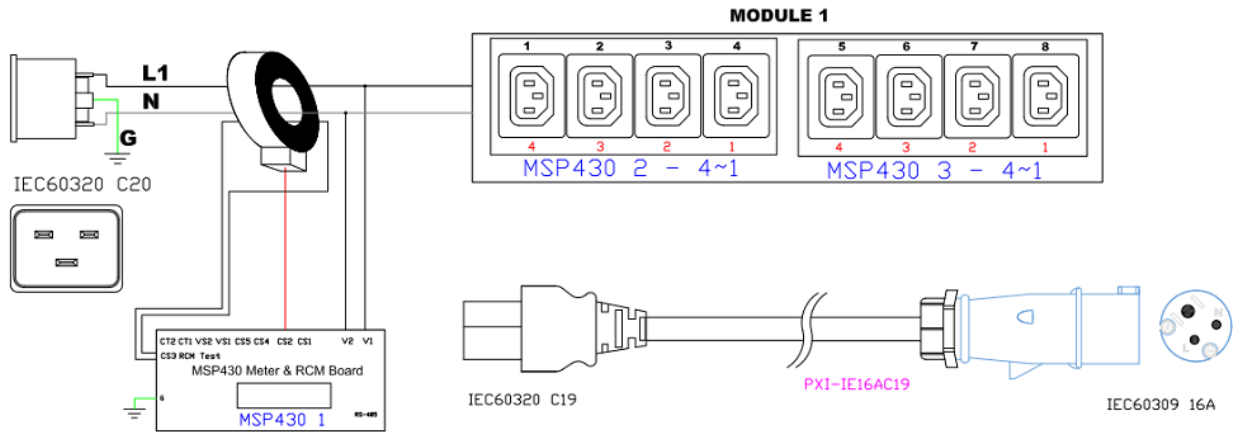 MODULE 1
1 2 3 4 5 6 7 8
L1
N
G
4 3 2 1 4 3 2 1
MSP430 2 - 4~1 MSP430 3 - 4~1
IEC60320 C20
CT2 CT1 VS2 VS1 CS5 CS4 CS2 CS1 V2 V1
CS3 RCM Test
MSP430 Meter & RCM Board
G
RS-485
MSP430 1
IEC60320 C19
PXI-IE16AC19
N
L
IEC60309 16A